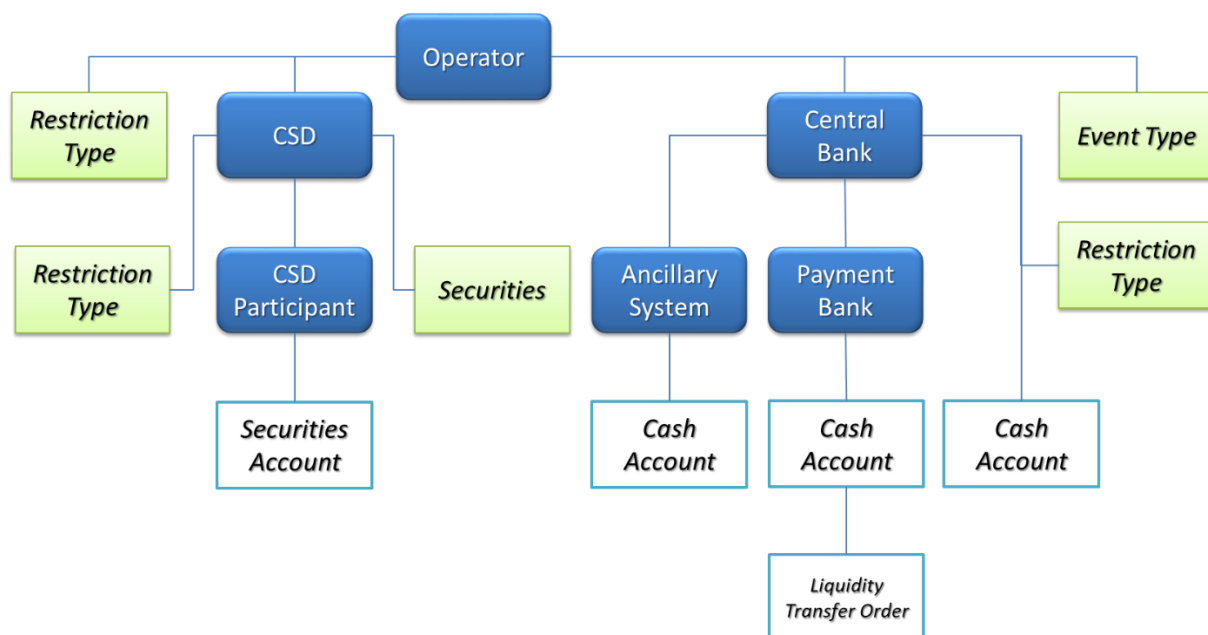 Operator
Restriction
Type
CSD
Central
Bank
Event Type
Restriction
Type
CSD
Participant
Securities
Ancillary
System
Payment
Bank
Restriction
Type
Securities
Account
Cash
Account
Cash
Account
Cash
Account
Liquidity
Transfer Order